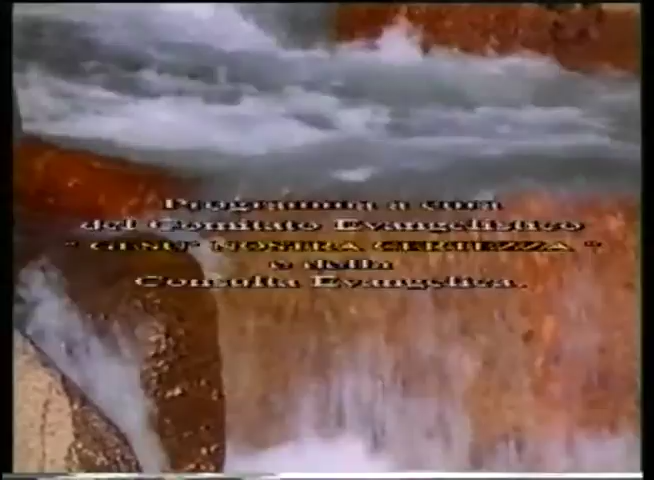 Programma a cura
del Comitato Evangelistico
" GESU' NOSTRA CERTEZZA "
e della
Consulta Evangelica.